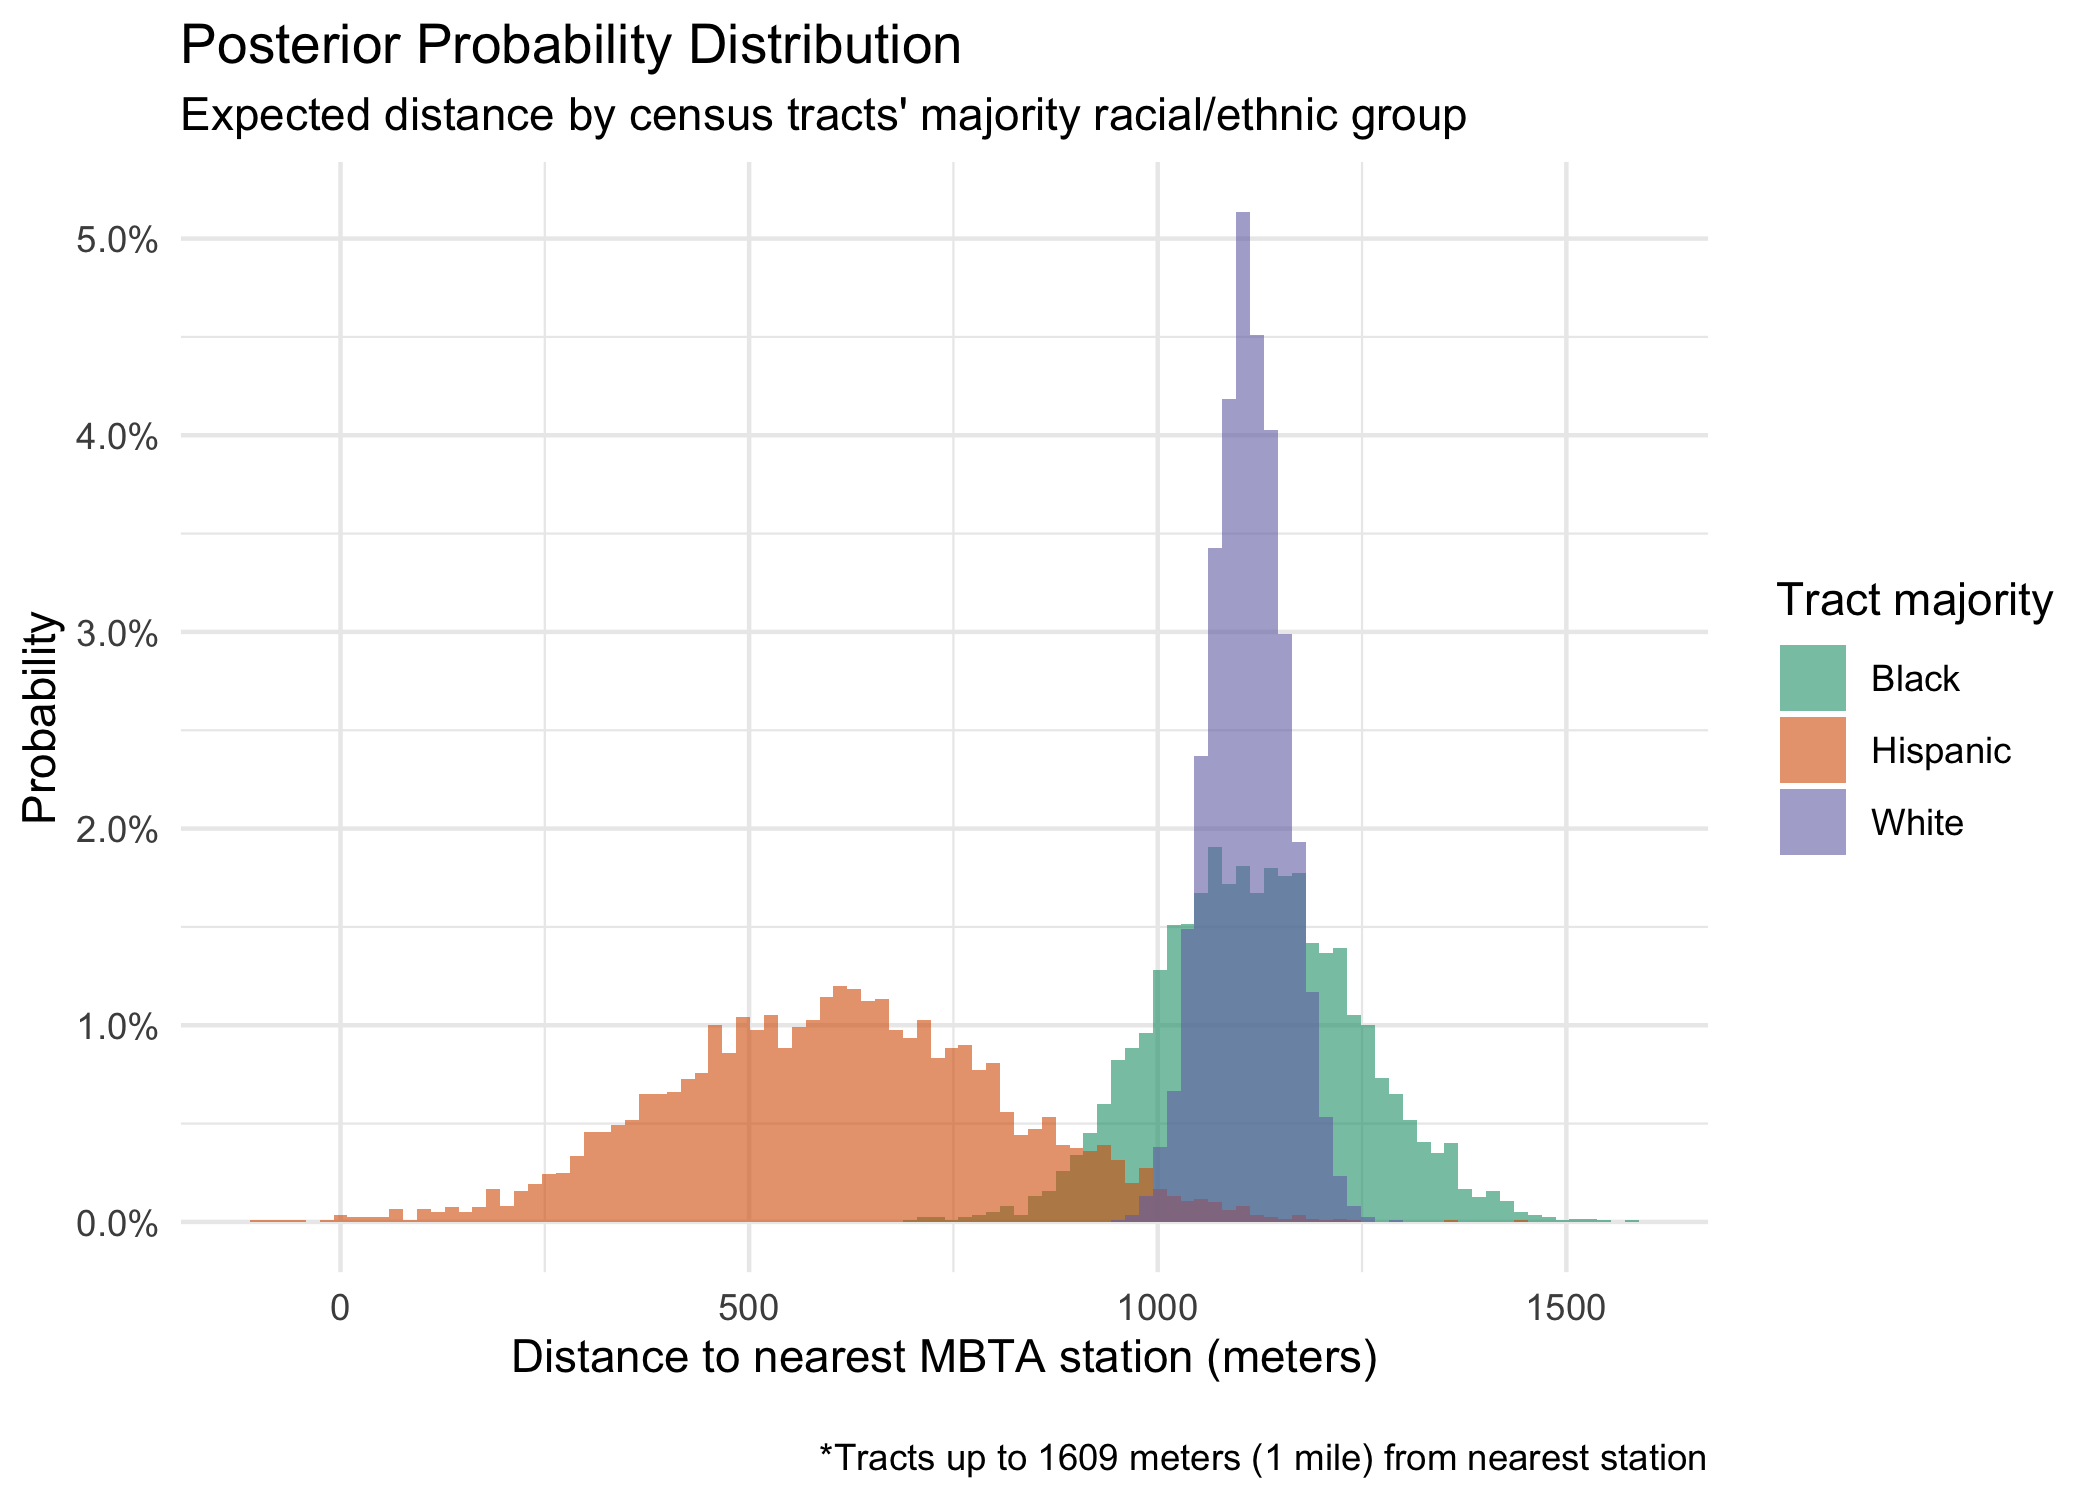 Posterior Probability Distribution
Expected distance by census tracts' majority racial/ethnic group
Probability
5.0%
4.0%
3.0%
2.0%
1.0%
0.0%
0
500
1000
1500
Distance to nearest MBTA station (meters)
Tract majority
Black
Hispanic
White
*Tracts up to 1609 meters (1 mile) from nearest station